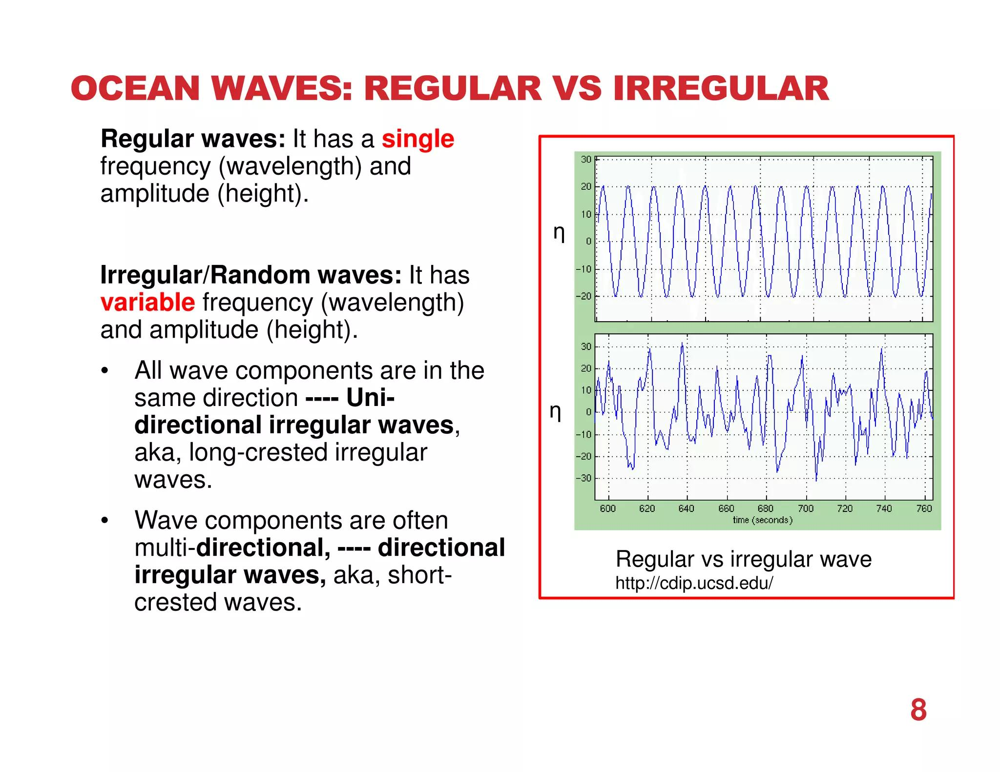 OCEAN WAVES: REGULAR VS IRREGULAR
Regular waves: It has a single
frequency (wavelength) and
amplitude (height).
Irregular/Random waves: It has
variable frequency (wavelength)
and amplitude (height).
• All wave components are in the
same direction ---- Uni-
directional irregular waves,
aka, long-crested irregular
waves.
• Wave components are often
multi-directional, ---- directional
irregular waves, aka, short-
crested waves.
η
30
20
10
0
-10
-20
η
30
20
10
0
-10
-20
-30
600 620 640 660 680 700 720 740 760
time (seconds)
Regular vs irregular wave
http://cdip.ucsd.edu/
8